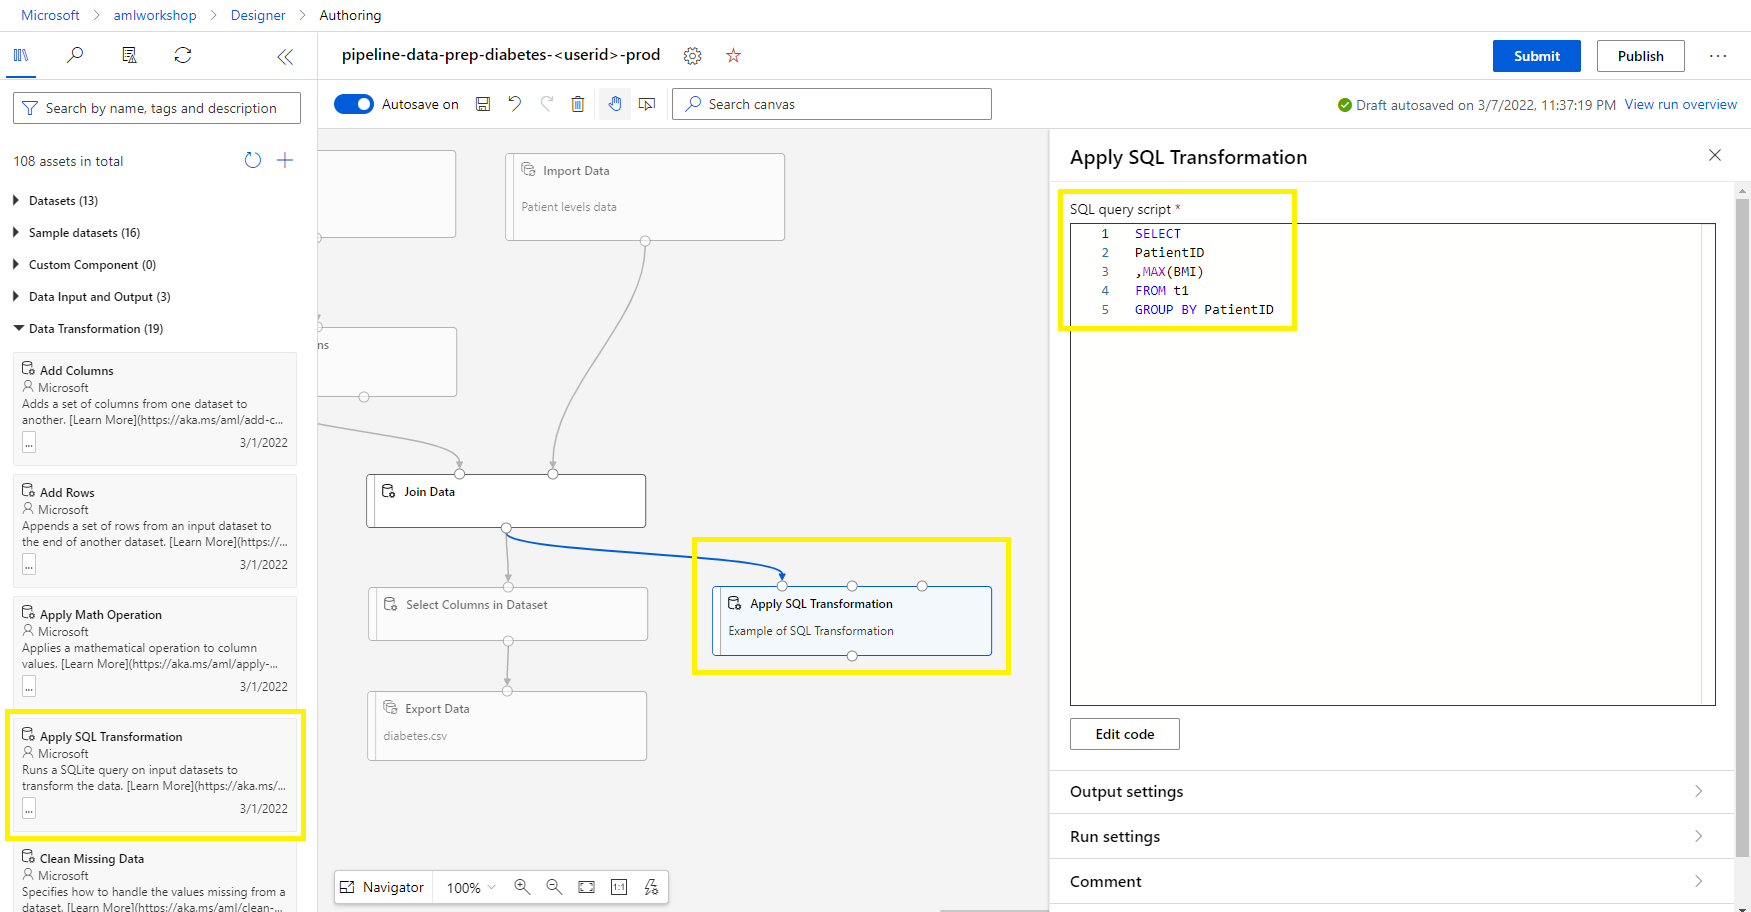 Microsoft > amlworkshop > Designer > Authoring
pipeline-data-prep-diabetes-<userid>-prod
Submit
Publish
...
Search by name, tags and description
Autosave on
Search canvas
Draft autosaved on 3/7/2022, 11:37:19 PM View run overview
108 assets in total
Datasets (13)
Sample datasets (16)
Custom Component (0)
Data Input and Output (3)
Data Transformation (19)
Add Columns
Microsoft
Adds a set of columns from one dataset to
another. [Learn More](https://aka.ms/aml/add-c...
...
3/1/2022
Add Rows
Microsoft
Appends a set of rows from an input dataset to
the end of another dataset. [Learn More](https://...
...
3/1/2022
Apply Math Operation
Microsoft
Applies a mathematical operation to column
values. [Learn More](https://aka.ms/aml/apply-...
...
3/1/2022
Apply SQL Transformation
Microsoft
Runs a SQLite query on input datasets to
transform the data. [Learn More](https://aka.ms/...
...
3/1/2022
Clean Missing Data
Microsoft
Specifies how to handle the values missing from a
dataset. [Learn More](https://aka.ms/aml/clean-...
Import Data
Patient levels data
ns
Join Data
Select Columns in Dataset
Apply SQL Transformation
Example of SQL Transformation
Export Data
diabetes.csv
Navigator
100%
1:1
Apply SQL Transformation
SQL query script *
1 SELECT
2 PatientID
3 ,MAX(BMI)
4 FROM t1
5 GROUP BY PatientID
Edit code
Output settings
Run settings
Comment